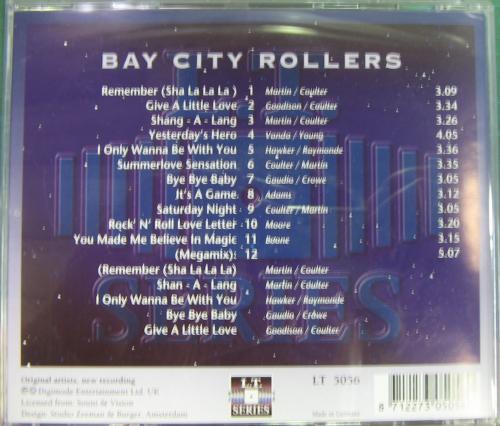 BAY CITY ROLLERS
Remember (Sha La La La ) 1 Martin / Coulter 3.09
Give A Little Love 2 Goodison / Coulter 3.34
Shang - A - Lang 3 Martin / Coulter 3.26
Yesterday's Hero 4 Vanda / Young 4.05
I Only Wanna Be With You 5 Hawker / Raymonde 3.36
Summerlove Sensation 6 Coulter / Martin 3.35
Bye Bye Baby 7 Gaudio / Crowe 3.05
It's A Game 8 Adams 3.12
Saturday Night 9 Coulter / Martin 3.05
Rock' N' Roll Love Letter 10 Moore 3.20
You Made Me Believe In Magic 11 Boone 3.15
(Megamix): 12 5.07
(Remember (Sha La La La) Martin / Coulter
Shan - A - Lang Martin / Coulter
I Only Wanna Be With You Hawker / Raymonde
Bye Bye Baby Gaudio / Crowe
Give A Little Love Goodison / Coulter
SERIES
Original artists, new recording
℗© Digimode Entertainment Ltd. UK
Licensed from: Sound & Vision
Design: Studio Zeeman & Burger, Amsterdam
L.T.
SERIES
LT 5056
Made in Germany
8 712273 05056